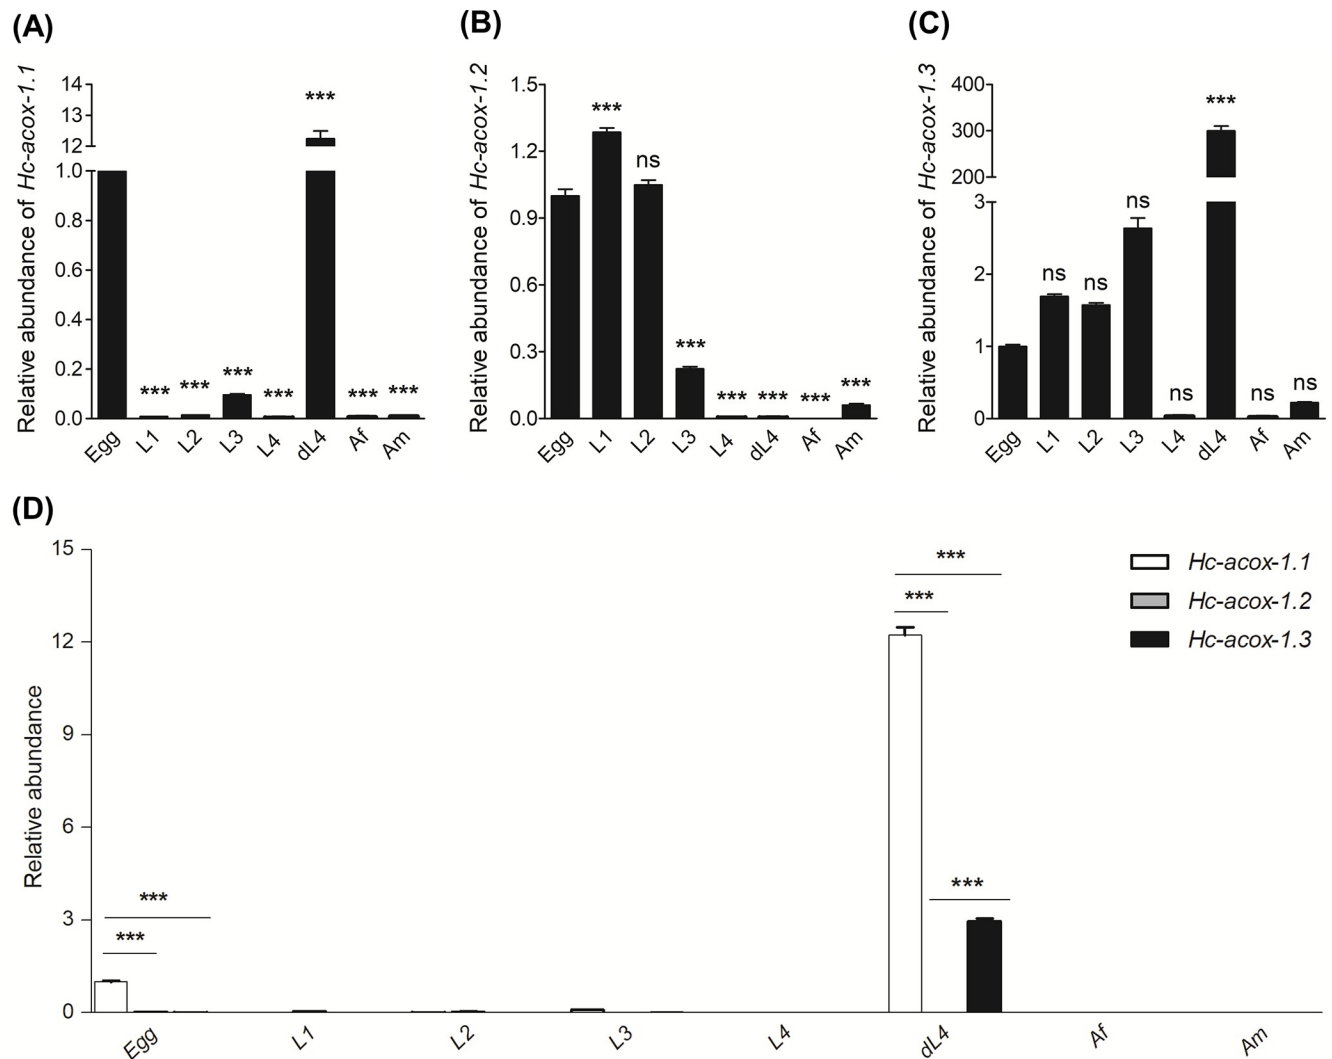 (A)
Relative abundance of Hc-acox-1.1
14
13
12
1.0
0.8
0.6
0.4
0.2
0.0
***
***
***
***
***
***
***
Egg L1 L2 L3 L4 dL4 Af Am
(B)
Relative abundance of Hc-acox-1.2
1.5
1.2
0.9
0.6
0.3
0.0
***
ns
***
***
***
***
***
Egg L1 L2 L3 L4 dL4 Af Am
(C)
Relative abundance of Hc-acox-1.3
400
300
200
3
2
1
0
ns
ns
ns
ns
***
ns
ns
Egg L1 L2 L3 L4 dL4 Af Am
(D)
Relative abundance
15
12
9
6
3
0
***
***
***
***
***
Egg L1 L2 L3 L4 dL4 Af Am
Hc-acox-1.1
Hc-acox-1.2
Hc-acox-1.3